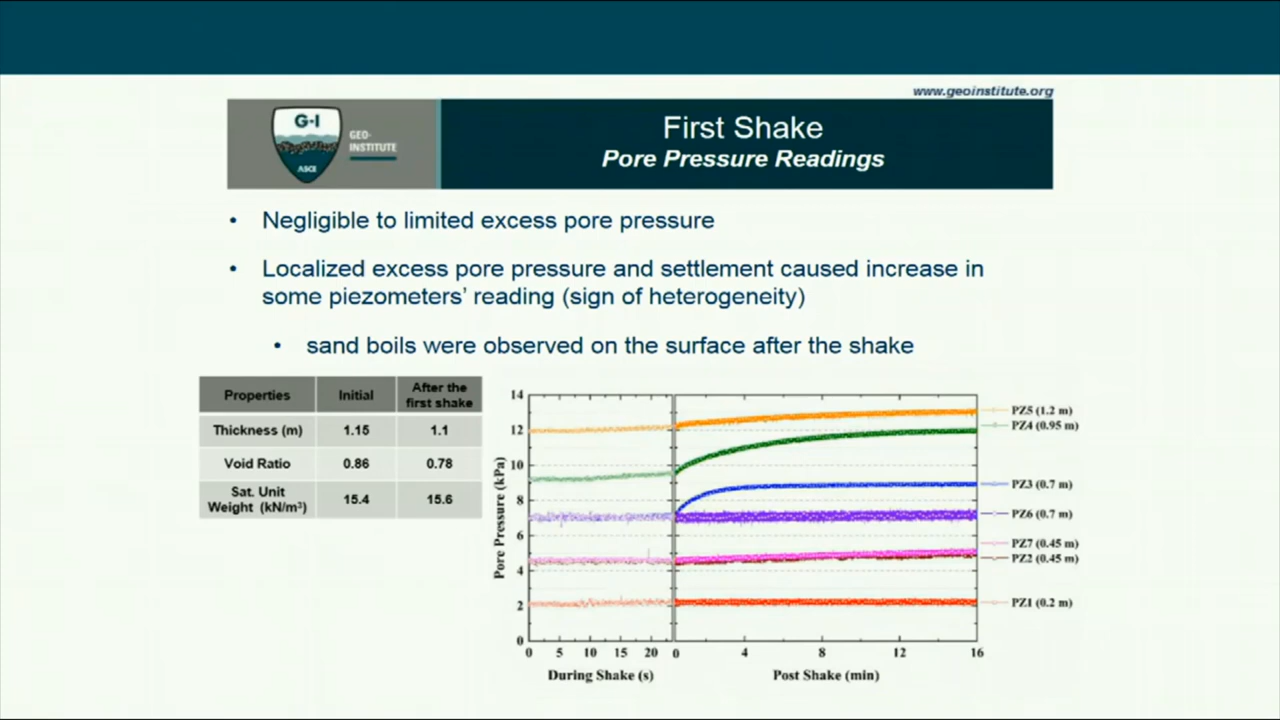 www.geoinstitute.org
G-I
GEO-
INSTITUTE
ASCE
First Shake
Pore Pressure Readings
• Negligible to limited excess pore pressure
• Localized excess pore pressure and settlement caused increase in
some piezometers' reading (sign of heterogeneity)
• sand boils were observed on the surface after the shake
Properties Initial After the
first shake
Thickness (m) 1.15 1.1
Void Ratio 0.86 0.78
Sat. Unit
Weight (kN/m³) 15.4 15.6
Pore Pressure (kPa)
14
12
10
8
6
4
2
0
0 5 10 15 20 0 4 8 12 16
During Shake (s) Post Shake (min)
PZ5 (1.2 m)
PZ4 (0.95 m)
PZ3 (0.7 m)
PZ6 (0.7 m)
PZ7 (0.45 m)
PZ2 (0.45 m)
PZ1 (0.2 m)